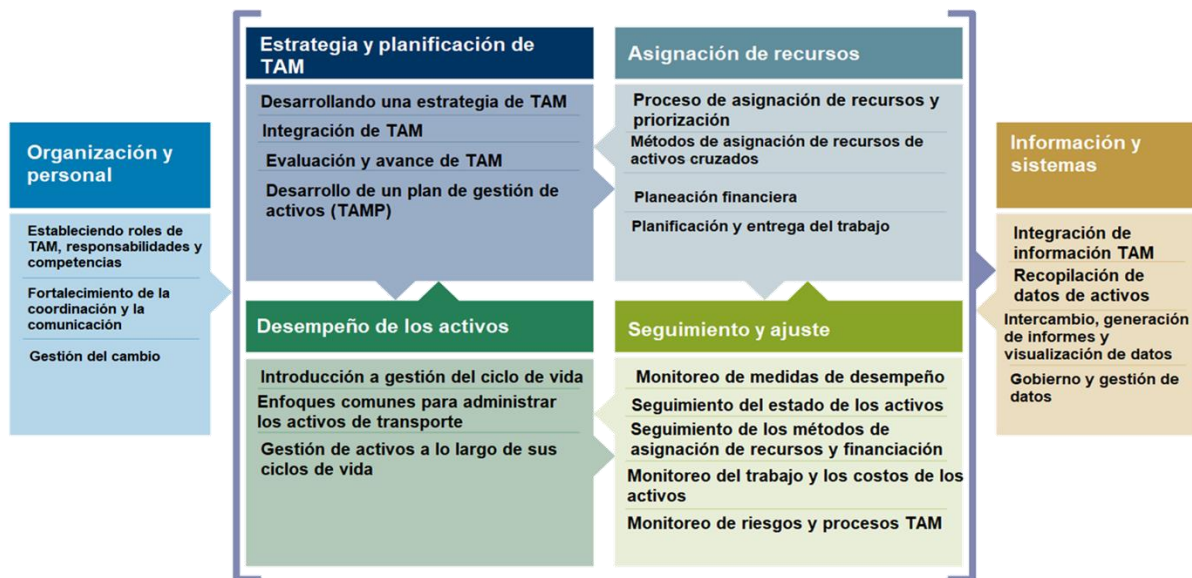 Organización y
personal
Estableciendo roles de
TAM, responsabilidades y
competencias
Fortalecimiento de la
coordinación y la
comunicación
Gestión del cambio
Estrategia y planificación de
TAM
Desarrollando una estrategia de TAM
Integración de TAM
Evaluación y avance de TAM
Desarrollo de un plan de gestión de
activos (TAMP)
Asignación de recursos
Proceso de asignación de recursos y
priorización
Métodos de asignación de recursos de
activos cruzados
Planeación financiera
Planificación y entrega del trabajo
Desempeño de los activos
Introducción a gestión del ciclo de vida
Enfoques comunes para administrar
los activos de transporte
Gestión de activos a lo largo de sus
ciclos de vida
Seguimiento y ajuste
Monitoreo de medidas de desempeño
Seguimiento del estado de los activos
Seguimiento de los métodos de
asignación de recursos y financiación
Monitoreo del trabajo y los costos de los
activos
Monitoreo de riesgos y procesos TAM
Información y
sistemas
Integración de
información TAM
Recopilación de
datos de activos
Intercambio, generación
de informes y
visualización de datos
Gobierno y gestión de
datos